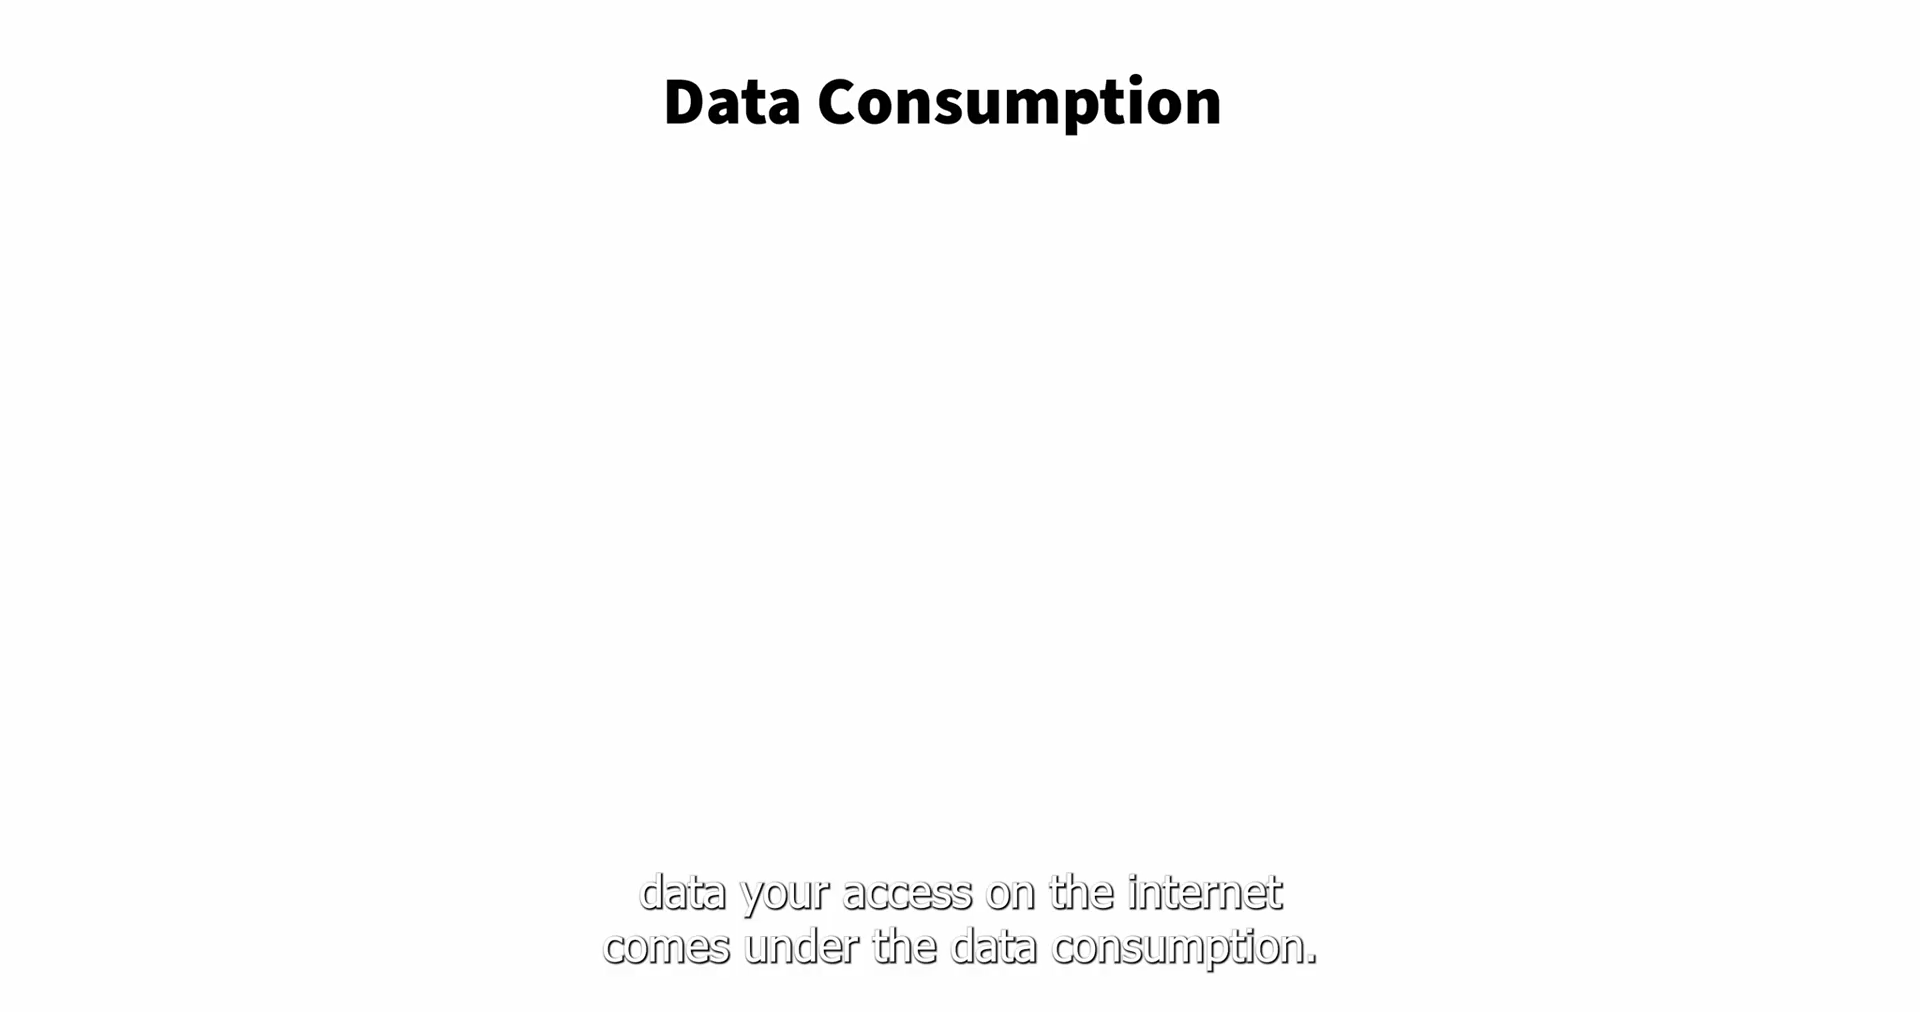 Data Consumption
data your access on the internet
comes under the data consumption.